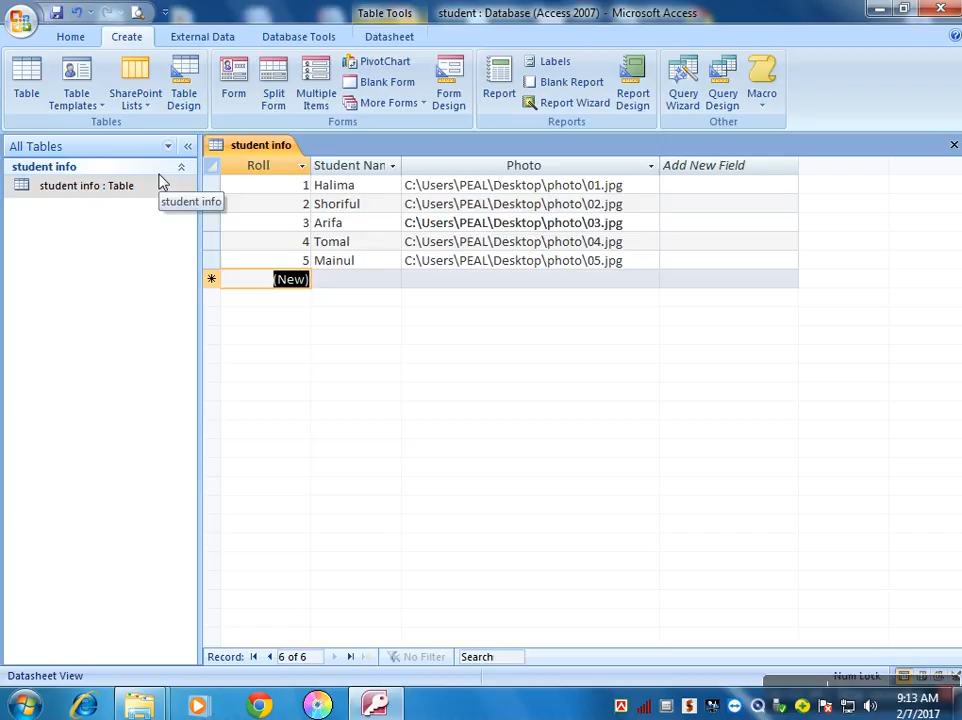 Table Tools
student : Database (Access 2007) - Microsoft Access
Home Create External Data Database Tools Datasheet
Table
Table Templates
SharePoint Lists
Table Design
Form
Split Form
Multiple Items
PivotChart
Blank Form
More Forms
Form Design
Report
Labels
Blank Report
Report Wizard
Report Design
Query Wizard
Query Design
Macro
Tables Forms Reports Other
All Tables «
student info
student info : Table
student info
student info
Roll Student Nan Photo Add New Field
1 Halima C:\Users\PEAL\Desktop\photo\01.jpg
2 Shoriful C:\Users\PEAL\Desktop\photo\02.jpg
3 Arifa C:\Users\PEAL\Desktop\photo\03.jpg
4 Tomal C:\Users\PEAL\Desktop\photo\04.jpg
5 Mainul C:\Users\PEAL\Desktop\photo\05.jpg
* (New)
Record: 6 of 6 No Filter Search
Datasheet View Num Lock
9:13 AM
2/7/2017